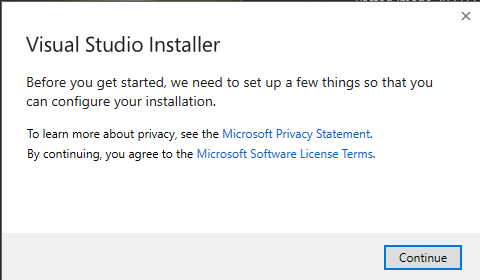 Visual Studio Installer
Before you get started, we need to set up a few things so that you
can configure your installation.
To learn more about privacy, see the Microsoft Privacy Statement.
By continuing, you agree to the Microsoft Software License Terms.
Continue